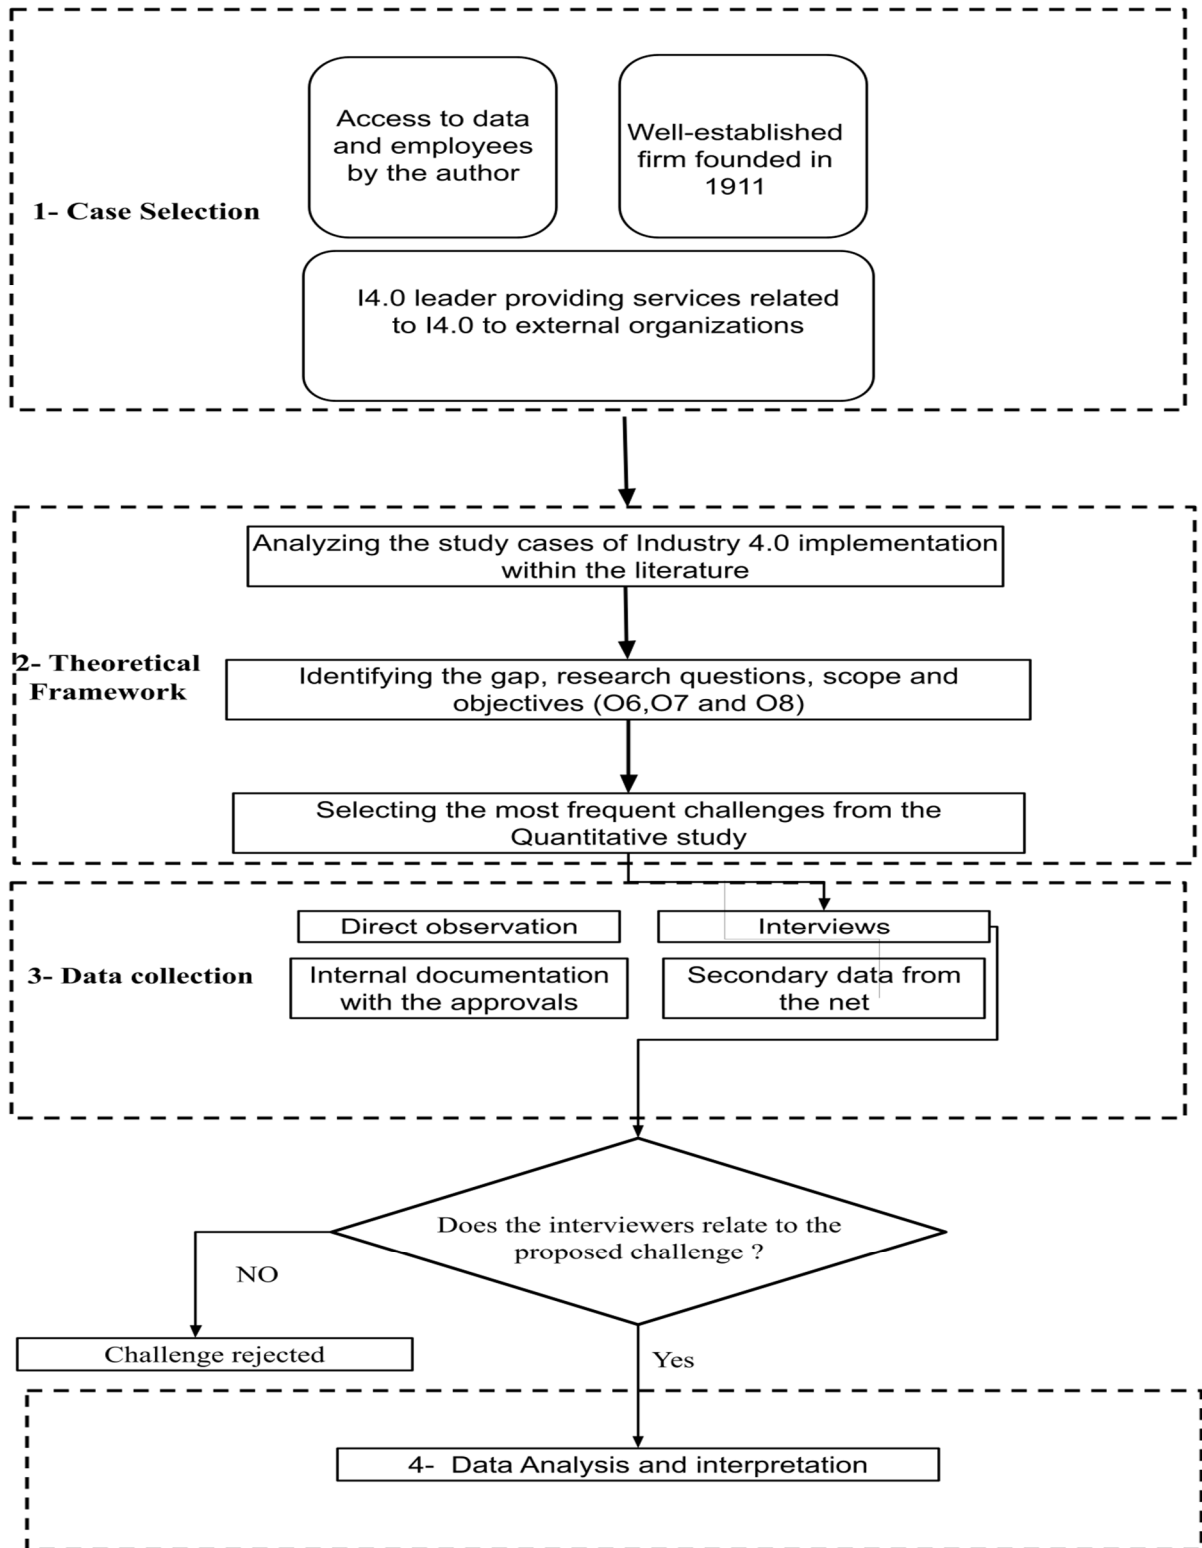 Access to data
and employees
by the author
Well-established
firm founded in
1911
1- Case Selection
I4.0 leader providing services related
to I4.0 to external organizations
Analyzing the study cases of Industry 4.0 implementation
within the literature
2- Theoretical
Framework
Identifying the gap, research questions, scope and
objectives (O6,O7 and O8)
Selecting the most frequent challenges from the
Quantitative study
Direct observation
Interviews
3- Data collection
Internal documentation
with the approvals
Secondary data from
the net
Does the interviewers relate to the
proposed challenge ?
NO
Challenge rejected
Yes
4- Data Analysis and interpretation